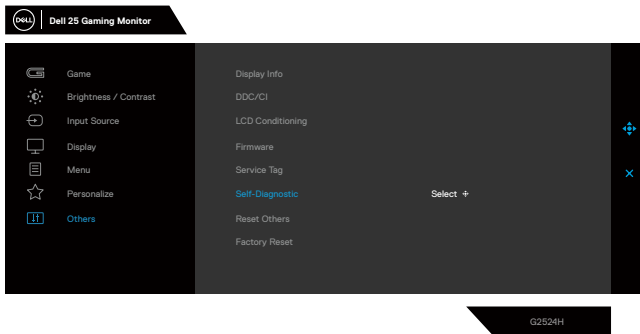 DELL Dell 25 Gaming Monitor
Game
Brightness / Contrast
Input Source
Display
Menu
Personalize
Others
Display Info
DDC/CI
LCD Conditioning
Firmware
Service Tag
Self-Diagnostic Select
Reset Others
Factory Reset
G2524H